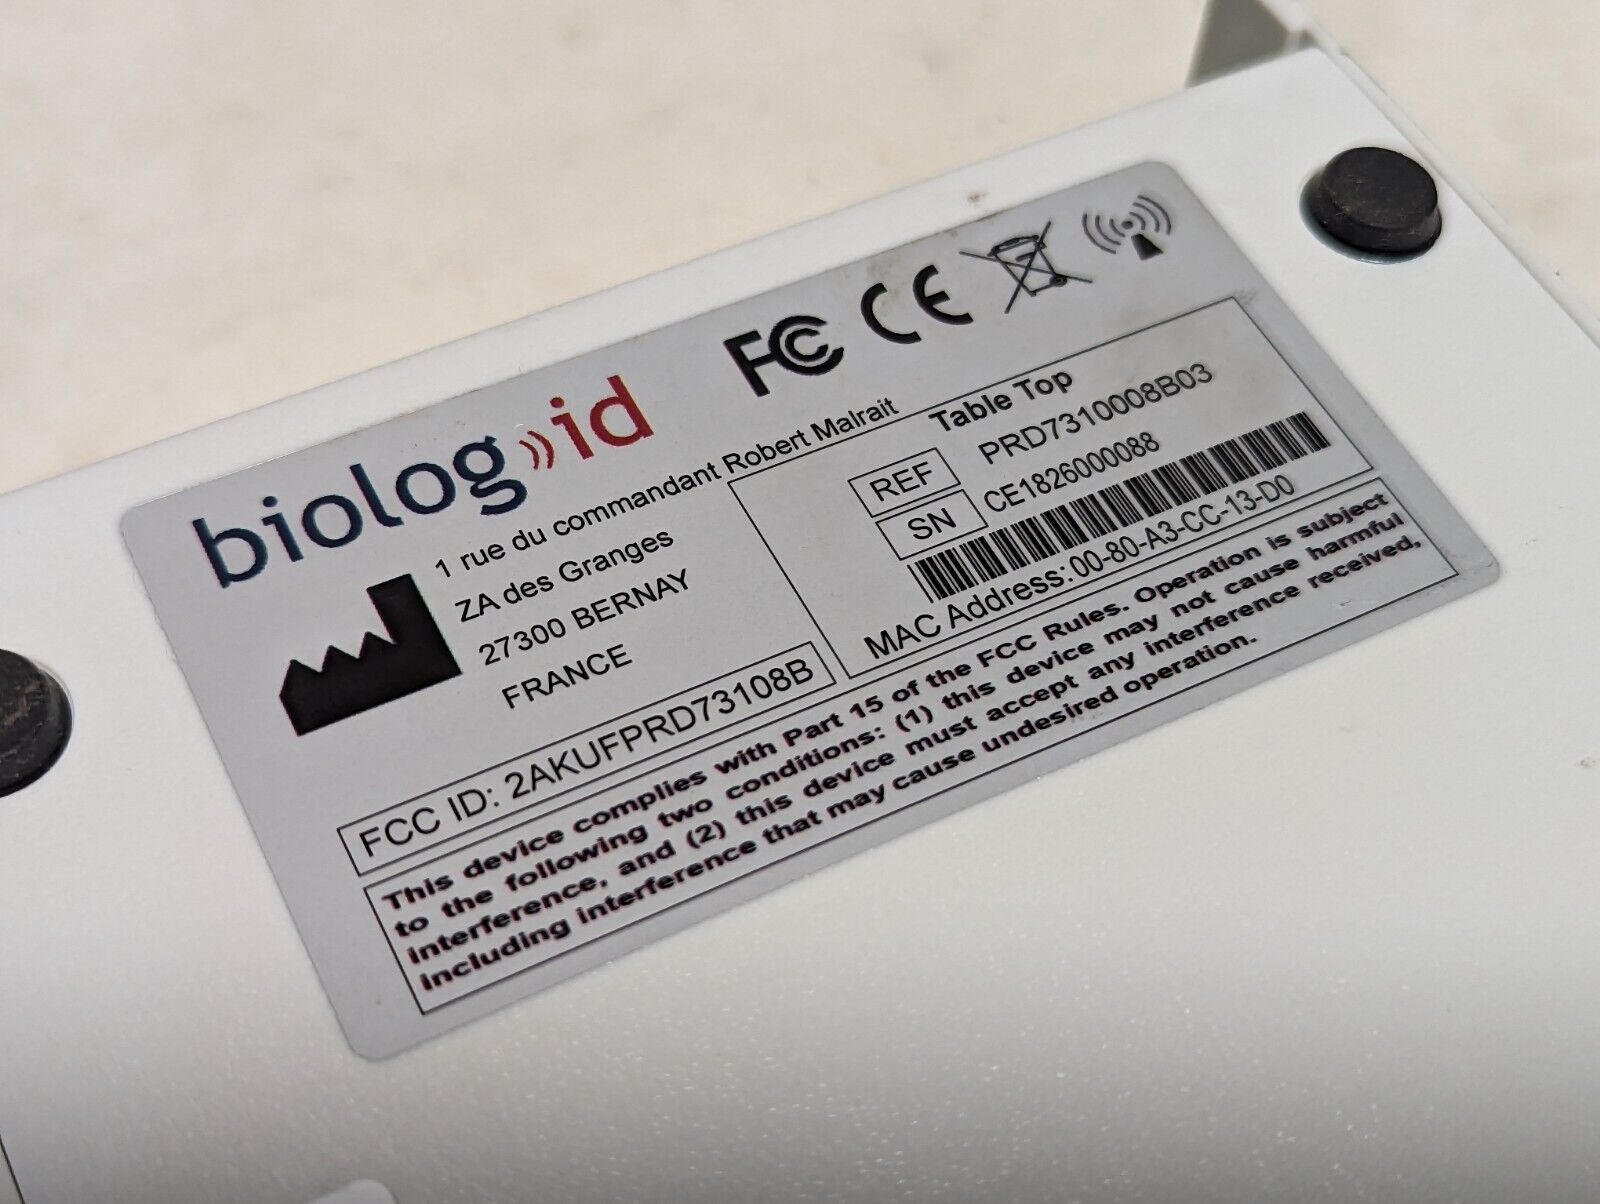 biolog-id
FC CE
1 rue du commandant Robert Malrait
ZA des Granges
27300 BERNAY
FRANCE
Table Top
REF PRD7310008B03
SN CE1826000088
MAC Address:00-80-A3-CC-13-D0
FCC ID: 2AKUFPRD73108B
This device complies with Part 15 of the FCC Rules. Operation is subject
to the following two conditions: (1) this device may not cause harmful
interference, and (2) this device must accept any interference received,
including interference that may cause undesired operation.